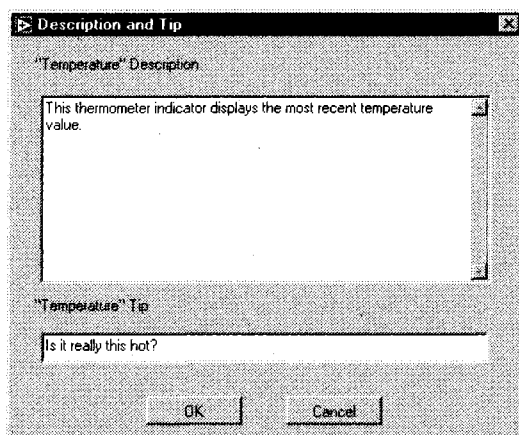 Description and Tip
"Temperature" Description
This thermometer indicator displays the most recent temperature
value.
"Temperature" Tip
Is it really this hot?
OK Cancel